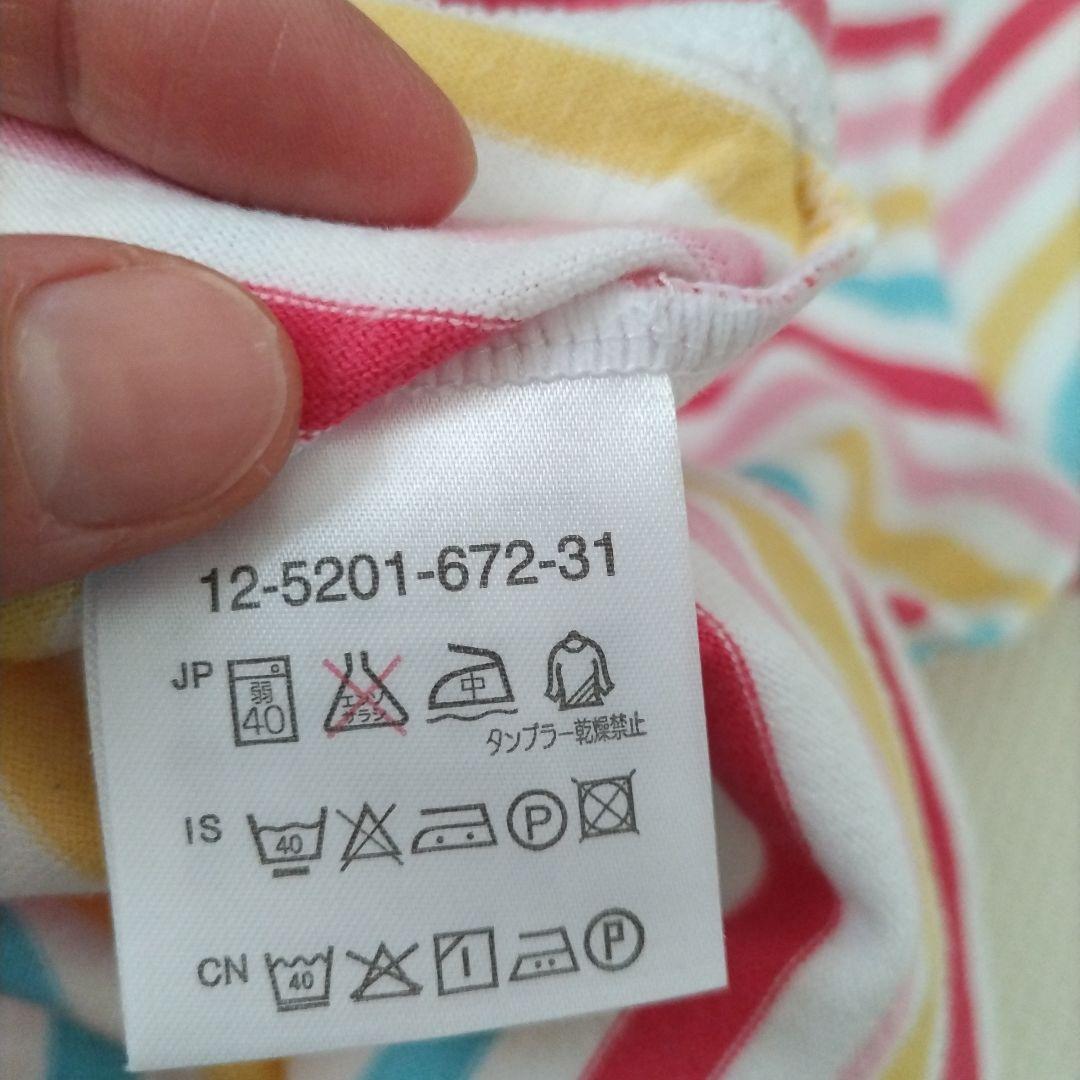 12-5201-672-31
JP 弱 40 エンソ サラシ 中
タンブラー乾燥禁止
IS 40 P
CN 40 P